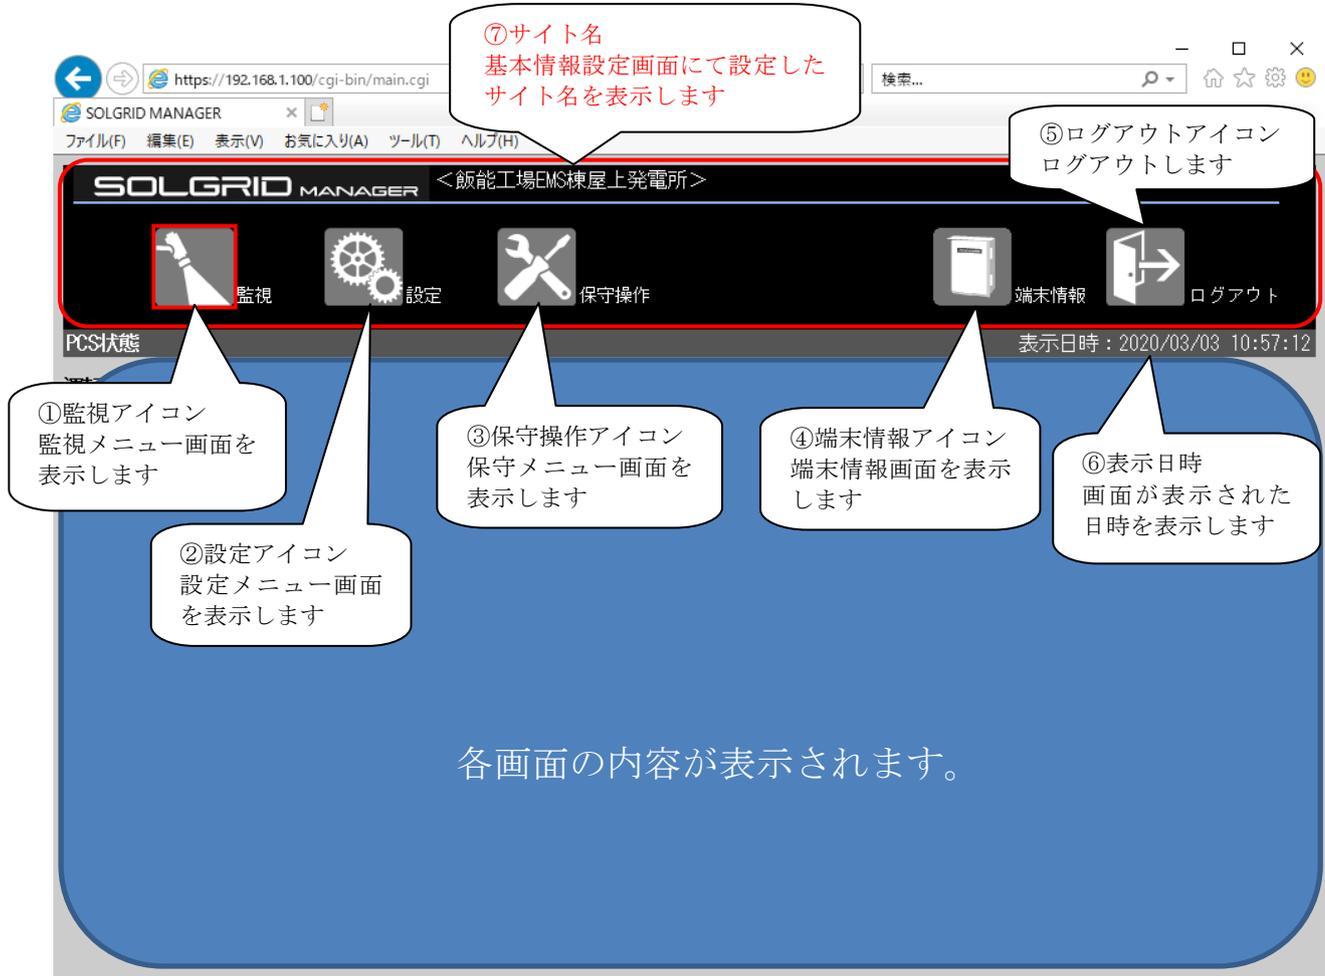 ⑦サイト名
基本情報設定画面にて設定した
サイト名を表示します
https://192.168.1.100/cgi-bin/main.cgi
検索...
SOLGRID MANAGER
ファイル(F) 編集(E) 表示(V) お気に入り(A) ツール(T) ヘルプ(H)
⑤ログアウトアイコン
ログアウトします
SOLGRID MANAGER
<飯能工場EMS棟屋上発電所>
監視
設定
保守操作
端末情報
ログアウト
PCS状態
表示日時:2020/03/03 10:57:12
①監視アイコン
監視メニュー画面を
表示します
③保守操作アイコン
保守メニュー画面を
表示します
④端末情報アイコン
端末情報画面を表示
します
⑥表示日時
画面が表示された
日時を表示します
②設定アイコン
設定メニュー画面
を表示します
各画面の内容が表示されます。